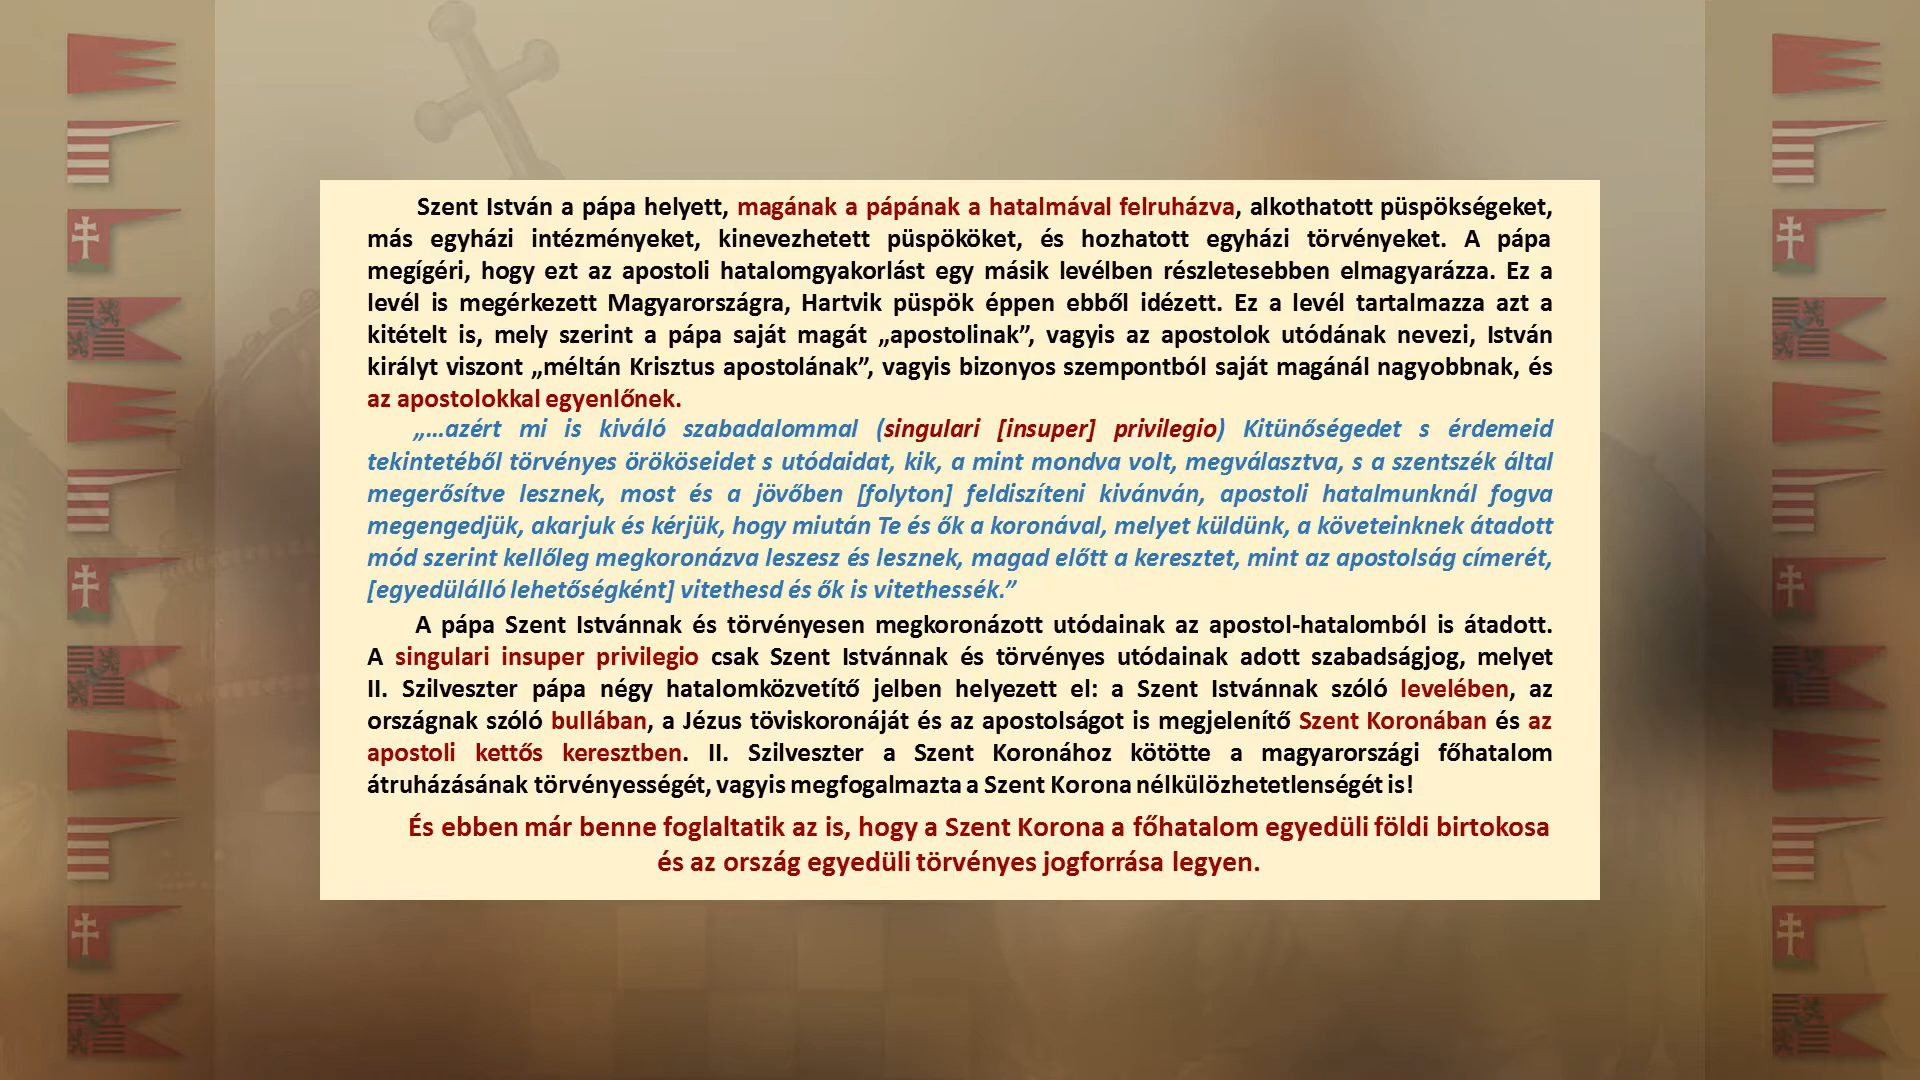 Szent István a pápa helyett, magának a pápának a hatalmával felruházva, alkothatott püspökségeket,
más egyházi intézményeket, kinevezhetett püspököket, és hozhatott egyházi törvényeket. A pápa
megígéri, hogy ezt az apostoli hatalomgyakorlást egy másik levélben részletesebben elmagyarázza. Ez a
levél is megérkezett Magyarországra, Hartvik püspök éppen ebből idézett. Ez a levél tartalmazza azt a
kitételt is, mely szerint a pápa saját magát „apostolinak”, vagyis az apostolok utódának nevezi, István
királyt viszont „méltán Krisztus apostolának”, vagyis bizonyos szempontból saját magánál nagyobbnak, és
az apostolokkal egyenlőnek.
„…azért mi is kiváló szabadalommal (singulari [insuper] privilegio) Kitünőségedet s érdemeid
tekintetéből törvényes örököseidet s utódaidat, kik, a mint mondva volt, megválasztva, s a szentszék által
megerősítve lesznek, most és a jövőben [folyton] feldiszíteni kivánván, apostoli hatalmunknál fogva
megengedjük, akarjuk és kérjük, hogy miután Te és ők a koronával, melyet küldünk, a követeinknek átadott
mód szerint kellőleg megkoronázva leszesz és lesznek, magad előtt a keresztet, mint az apostolság címerét,
[egyedülálló lehetőségként] vitethesd és ők is vitethessék.”
A pápa Szent Istvánnak és törvényesen megkoronázott utódainak az apostol-hatalomból is átadott.
A singulari insuper privilegio csak Szent Istvánnak és törvényes utódainak adott szabadságjog, melyet
II. Szilveszter pápa négy hatalomközvetítő jelben helyezett el: a Szent Istvánnak szóló levelében, az
országnak szóló bullában, a Jézus töviskoronáját és az apostolságot is megjelenítő Szent Koronában és az
apostoli kettős keresztben. II. Szilveszter a Szent Koronához kötötte a magyarországi főhatalom
átruházásának törvényességét, vagyis megfogalmazta a Szent Korona nélkülözhetetlenségét is!
És ebben már benne foglaltatik az is, hogy a Szent Korona a főhatalom egyedüli földi birtokosa
és az ország egyedüli törvényes jogforrása legyen.